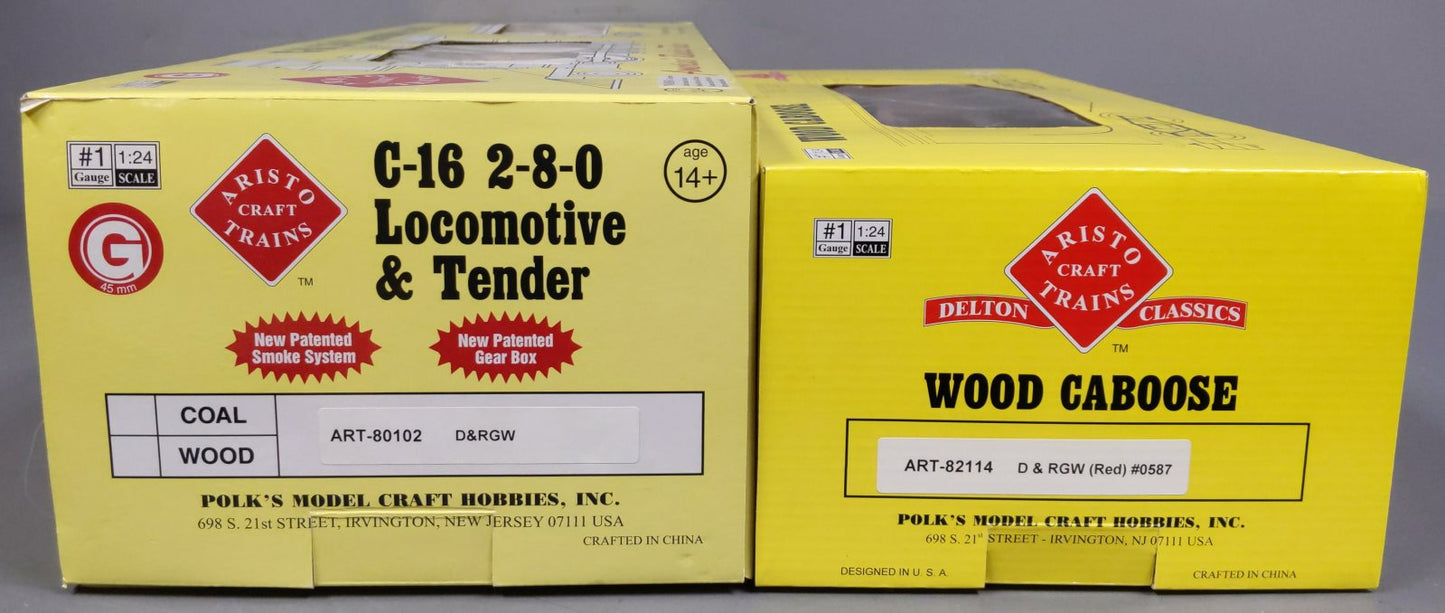 #1 1:24
Gauge SCALE
G
45 mm
ARISTO
CRAFT
TRAINS
TM
C-16 2-8-0
Locomotive
& Tender
age
14+
New Patented
Smoke System
New Patented
Gear Box
COAL
WOOD
ART-80102 D&RGW
POLK'S MODEL CRAFT HOBBIES, INC.
698 S. 21st STREET, IRVINGTON, NEW JERSEY 07111 USA
CRAFTED IN CHINA
WOOD CABOOSE
#1 1:24
Gauge SCALE
ARISTO
CRAFT
TRAINS
DELTON CLASSICS
TM
WOOD CABOOSE
ART-82114 D & RGW (Red) #0587
POLK'S MODEL CRAFT HOBBIES, INC.
698 S. 21st STREET - IRVINGTON, NJ 07111 USA
DESIGNED IN U. S. A.
CRAFTED IN CHINA